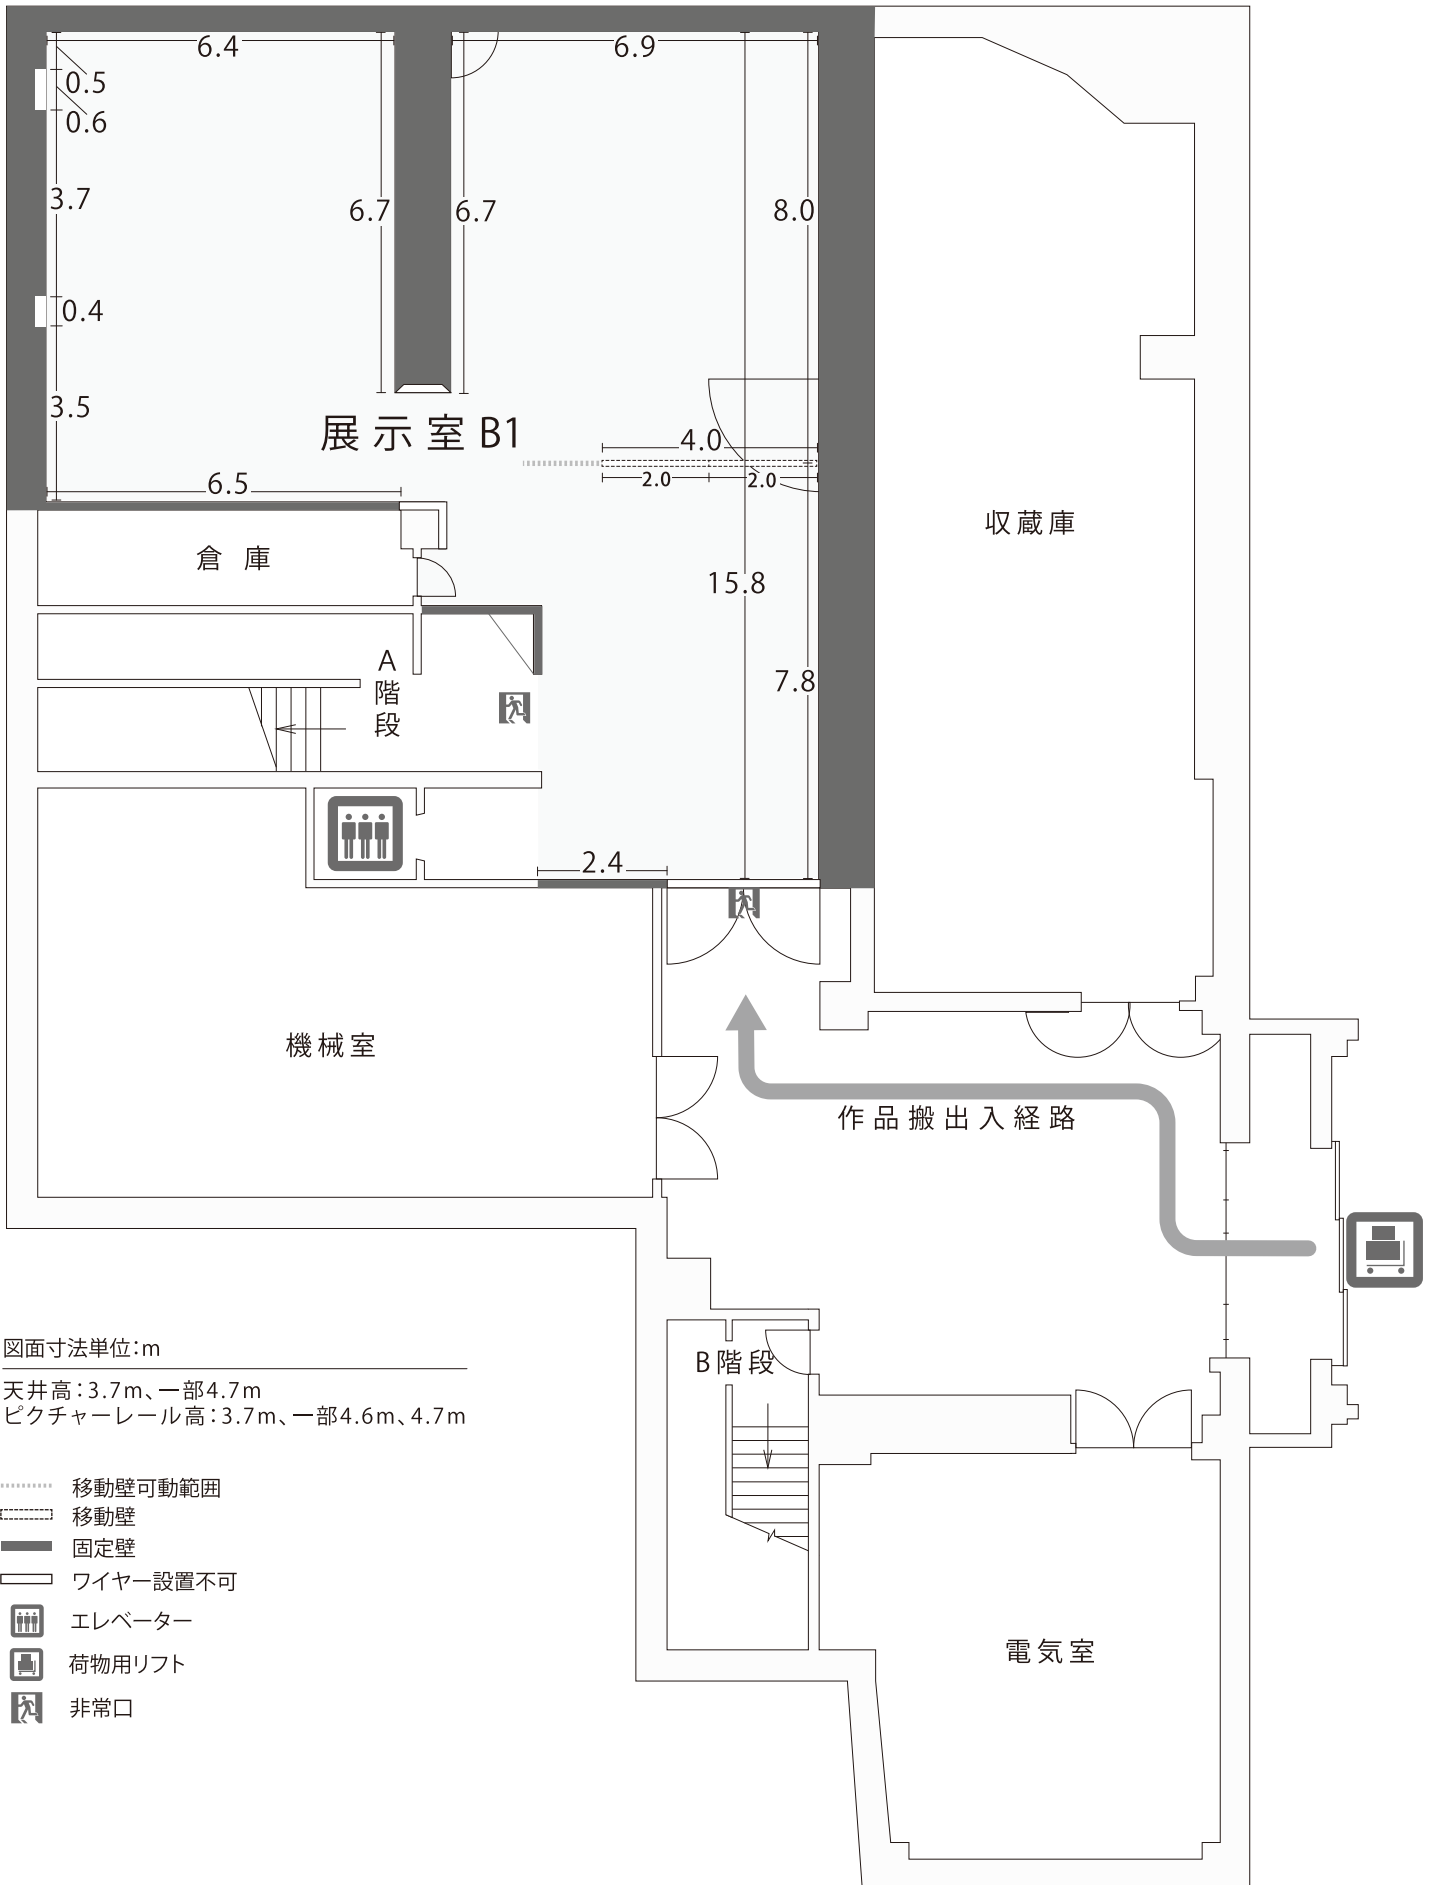 6.4
6.9
0.5
0.6
3.7
6.7
6.7
8.0
0.4
3.5
展示室B1
4.0
2.0
2.0
6.5
収蔵庫
倉庫
15.8
A階段
7.8
2.4
機械室
作品搬出入経路
図面寸法単位：m
B階段
天井高：3.7m、一部4.7m
ピクチャーレール高：3.7m、一部4.6m、4.7m
移動壁可動範囲
移動壁
固定壁
ワイヤー設置不可
エレベーター
電気室
荷物用リフト
非常口